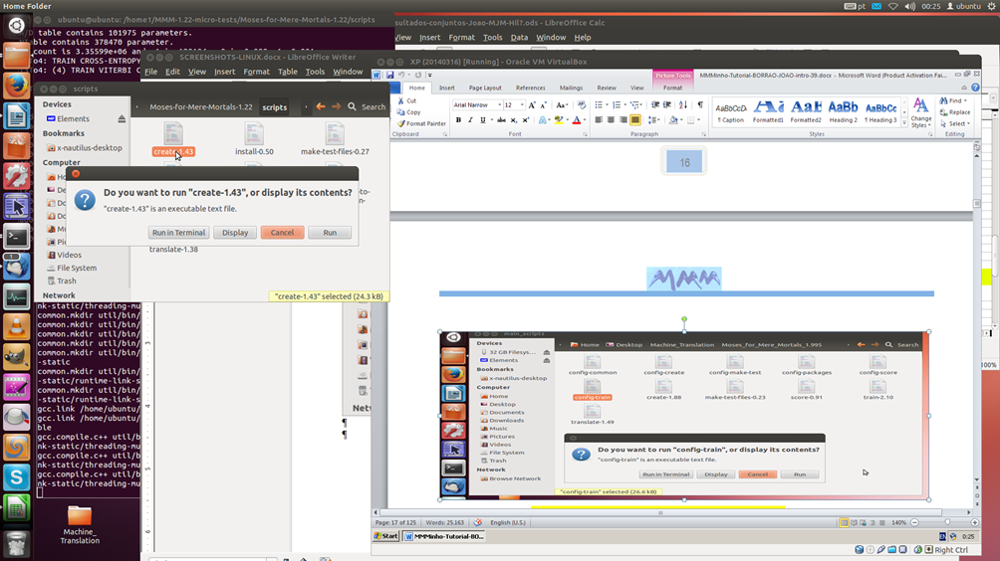 Home Folder
pt
00:25
ubuntu
ubuntu@ubuntu: /home1/MMM-1.22-micro-tests/Moses-for-Mere-Mortals-1.22/scripts
sultados-conjuntos-Joao-MJM-Hil?.ods - LibreOffice Calc
View Insert Format Tools Data Window Help
table contains 101975 parameters.
table contains 378470 parameter.
o4: TRAIN CROSS-ENTROPY
o4: (4) TRAIN VITERBI C
SCREENSHOTS-LINUX.docx - LibreOffice Writer
File Edit View Insert Format Table Tools Window
scripts
Devices
Elements
Bookmarks
x-nautilus-desktop
Computer
Videos
File System
Trash
Network
Moses-for-Mere-Mortals-1.22 scripts Search
create-1.43 install-0.50 make-test-files-0.27
Do you want to run "create-1.43", or display its contents?
"create-1.43" is an executable text file.
Run in Terminal Display Cancel Run
translate-1.38
"create-1.43" selected (24.3 kB)
nk-static/threading-mu
common.mkdir util/bin/
common.mkdir util/bin/
common.mkdir util/bin/
-static
common.mkdir util/bin/
-static/runtime-link-s
common.mkdir util/bin/
-static/runtime-link-s
nk-static/threading-mu
gcc.link /home/ubuntu/
ble
gcc.compile.c++ util/b
nk-static/threading-mu
gcc.compile.c++ util/b
nk-static/threading-mu
gcc.compile.c++ util/b
nk-static/threading-mu
Machine_
Translation
XP (20140316) [Running] - Oracle VM VirtualBox
Picture Tools
MMMinho-Tutorial-BORRAO-JOAO-intro-39.docx - Microsoft Word (Product Activation Fai...
Home Insert Page Layout References Mailings Review View Format
Cut
Copy
Format Painter
Clipboard
Arial Narrow 12
Font
Paragraph
AaBbCcD. AaBbCc AaBbCc AaBb AaBbCc
¶ Caption Formatted1 Formatted2 Heading 1 Heading 2
Styles
Change
Styles
Find
Replace
Select
Editing
16
MMM
main_scripts
Devices
32 GB Filesys...
Elements
Bookmarks
x-nautilus-desktop
Computer
Home
Desktop
Documents
Downloads
Music
Pictures
Videos
File System
Trash
Network
Browse Network
Home Desktop Machine_Translation Moses_for_Mere_Mortals_1.995 Search
config-common config-create config-make-test config-packages config-score
config-train create-1.88 make-test-files-0.23 score-0.91 train-2.10
translate-1.49
Do you want to run "config-train", or display its contents?
"config-train" is an executable text file.
Run in Terminal Display Cancel Run
"config-train" selected (26.6 kB)
Page: 17 of 125 Words: 25.163 English (U.S.) 140%
Start
MMMinho-Tutorial-BO...
EN
0:25
Right Ctrl